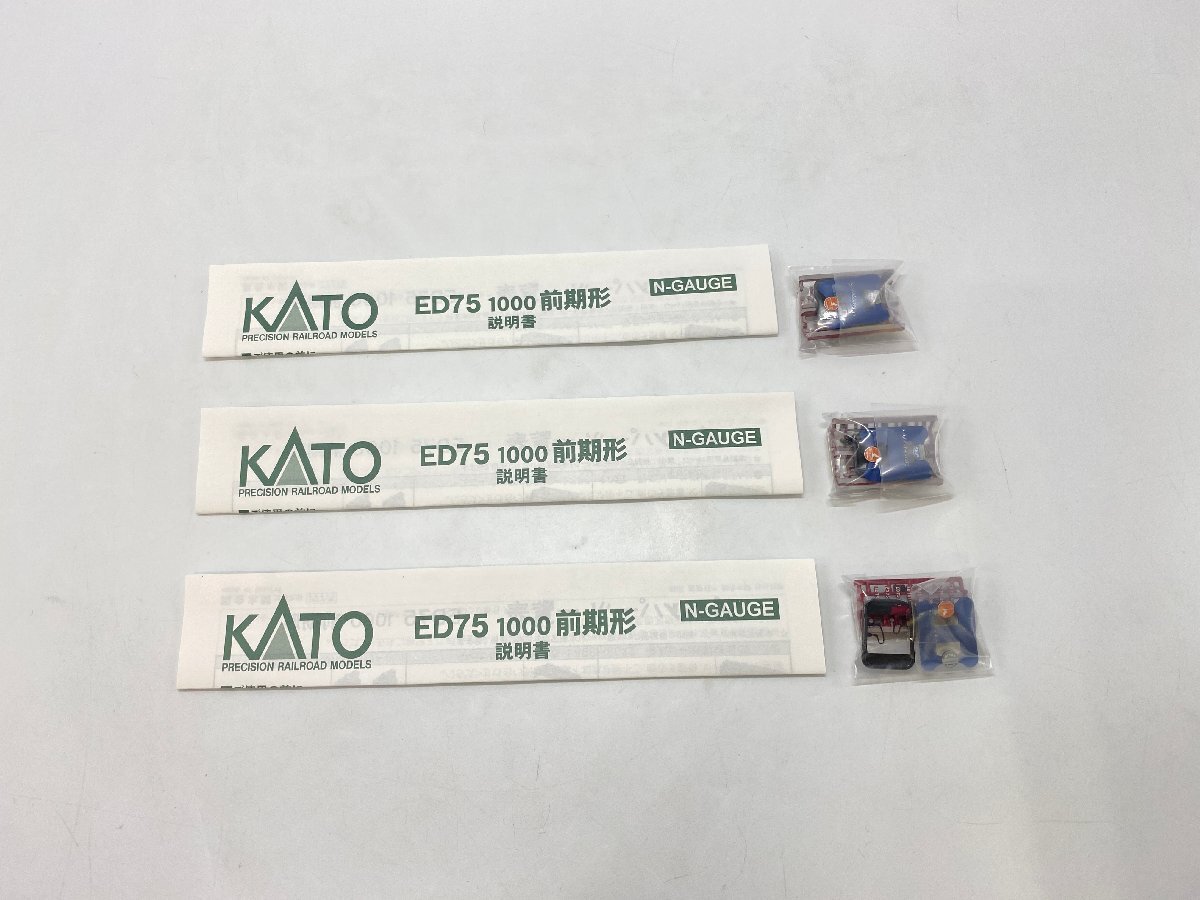 KATO
PRECISION RAILROAD MODELS
ED75 1000 前期形
説明書
N-GAUGE
KATO
PRECISION RAILROAD MODELS
ED75 1000 前期形
説明書
N-GAUGE
KATO
PRECISION RAILROAD MODELS
ED75 1000 前期形
説明書
N-GAUGE